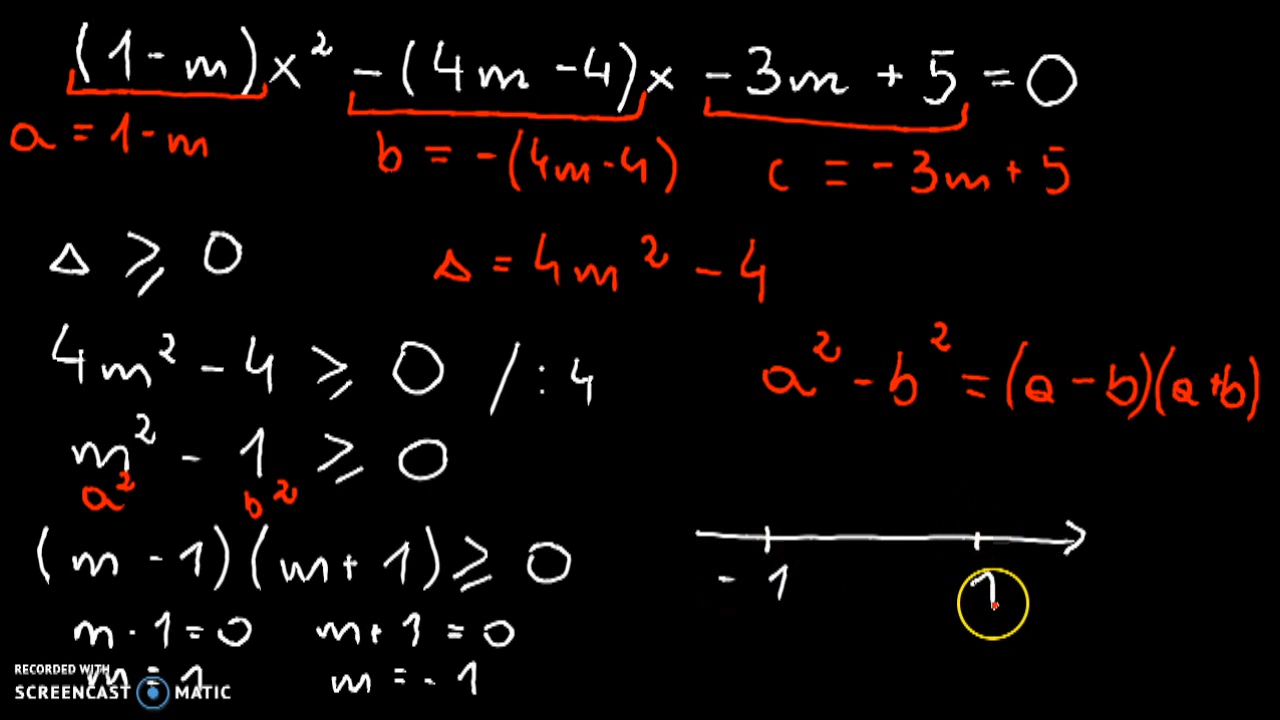 (1-m)x² -(4m-4)x -3m+5=0
a=1-m b=-(4m-4) c=-3m+5
Δ≥0 Δ=4m²-4
4m²-4≥0 /:4 a²-b²=(a-b)(a+b)
m²-1≥0
a² b²
(m-1)(m+1)≥0
-1 1
m-1=0 m+1=0
m=1 m=-1
RECORDED WITH
SCREENCAST MATIC